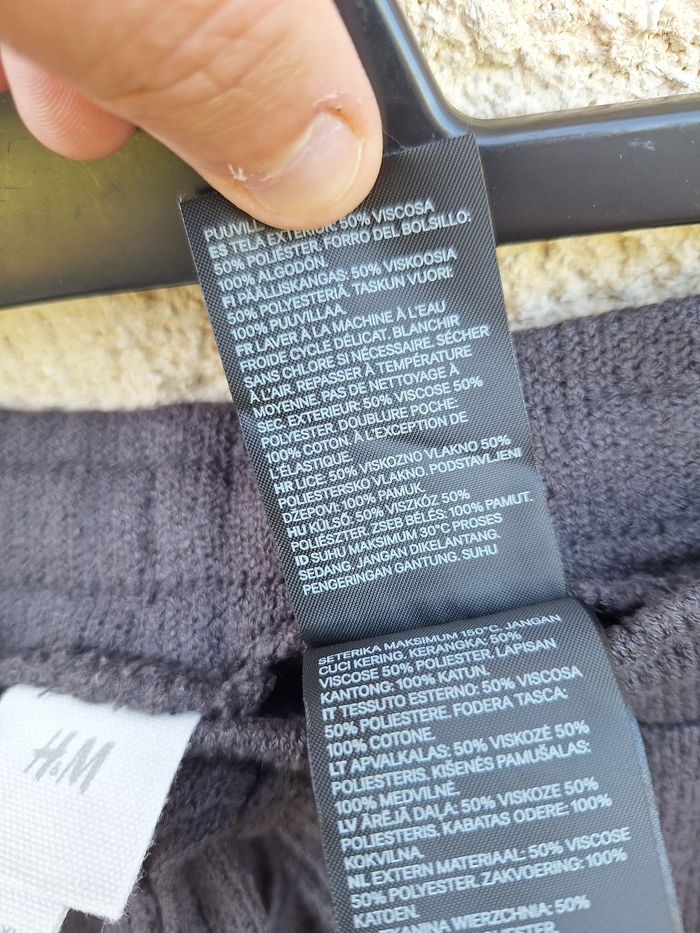 PUUVILL
ES TELA EXTERIOR: 50% VISCOSA
50% POLIÉSTER. FORRO DEL BOLSILLO:
100% ALGODÓN.
FI PÄÄLLISKANGAS: 50% VISKOOSIA
50% POLYESTERIÄ. TASKUN VUORI:
100% PUUVILLAA.
FR LAVER À LA MACHINE À L'EAU
FROIDE CYCLE DÉLICAT. BLANCHIR
SANS CHLORE SI NÉCESSAIRE. SÉCHER
À L'AIR. REPASSER À TEMPÉRATURE
MOYENNE. PAS DE NETTOYAGE À
SEC. EXTERIEUR: 50% VISCOSE 50%
POLYESTER. DOUBLURE POCHE:
100% COTON. À L'EXCEPTION DE
L'ÉLASTIQUE.
HR LICE: 50% VISKOZNO VLAKNO 50%
POLIESTERSKO VLAKNO. PODSTAVLJENI
DŽEPOVI: 100% PAMUK.
HU KÜLSŐ: 50% VISZKÓZ 50%
POLIÉSZTER. ZSEB BÉLÉS: 100% PAMUT.
ID SUHU MAKSIMUM 30°C PROSES
SEDANG. JANGAN DIKELANTANG.
PENGERINGAN GANTUNG. SUHU
SETERIKA MAKSIMUM 150°C. JANGAN
CUCI KERING. KERANGKA: 50%
VISCOSE 50% POLIESTER. LAPISAN
KANTONG: 100% KATUN.
IT TESSUTO ESTERNO: 50% VISCOSA
50% POLIESTERE. FODERA TASCA:
100% COTONE.
LT APVALKALAS: 50% VISKOZĖ 50%
POLIESTERIS. KIŠENĖS PAMUŠALAS:
100% MEDVILNĖ.
LV ĀRĒJĀ DAĻA: 50% VISKOZE 50%
POLIESTERIS. KABATAS ODERE: 100%
KOKVILNA.
NL EXTERN MATERIAAL: 50% VISCOSE
50% POLYESTER. ZAKVOERING: 100%
KATOEN.
TKANINA WIERZCHNIA: 50%
H&M